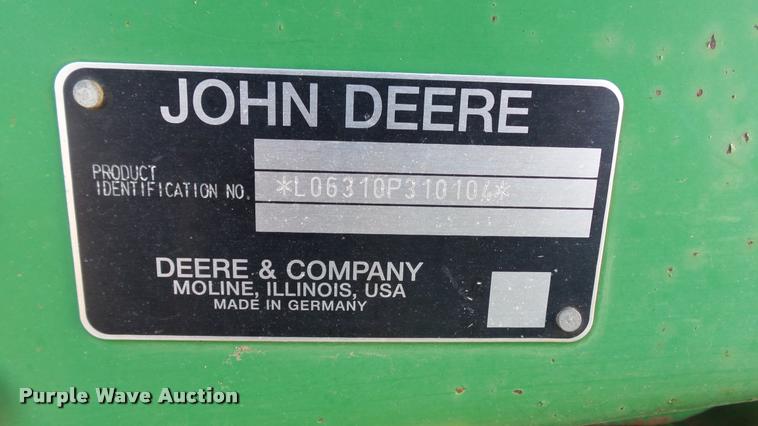 JOHN DEERE
PRODUCT
IDENTIFICATION NO.
*L06310P310104*
DEERE & COMPANY
MOLINE, ILLINOIS, USA
MADE IN GERMANY
Purple Wave Auction